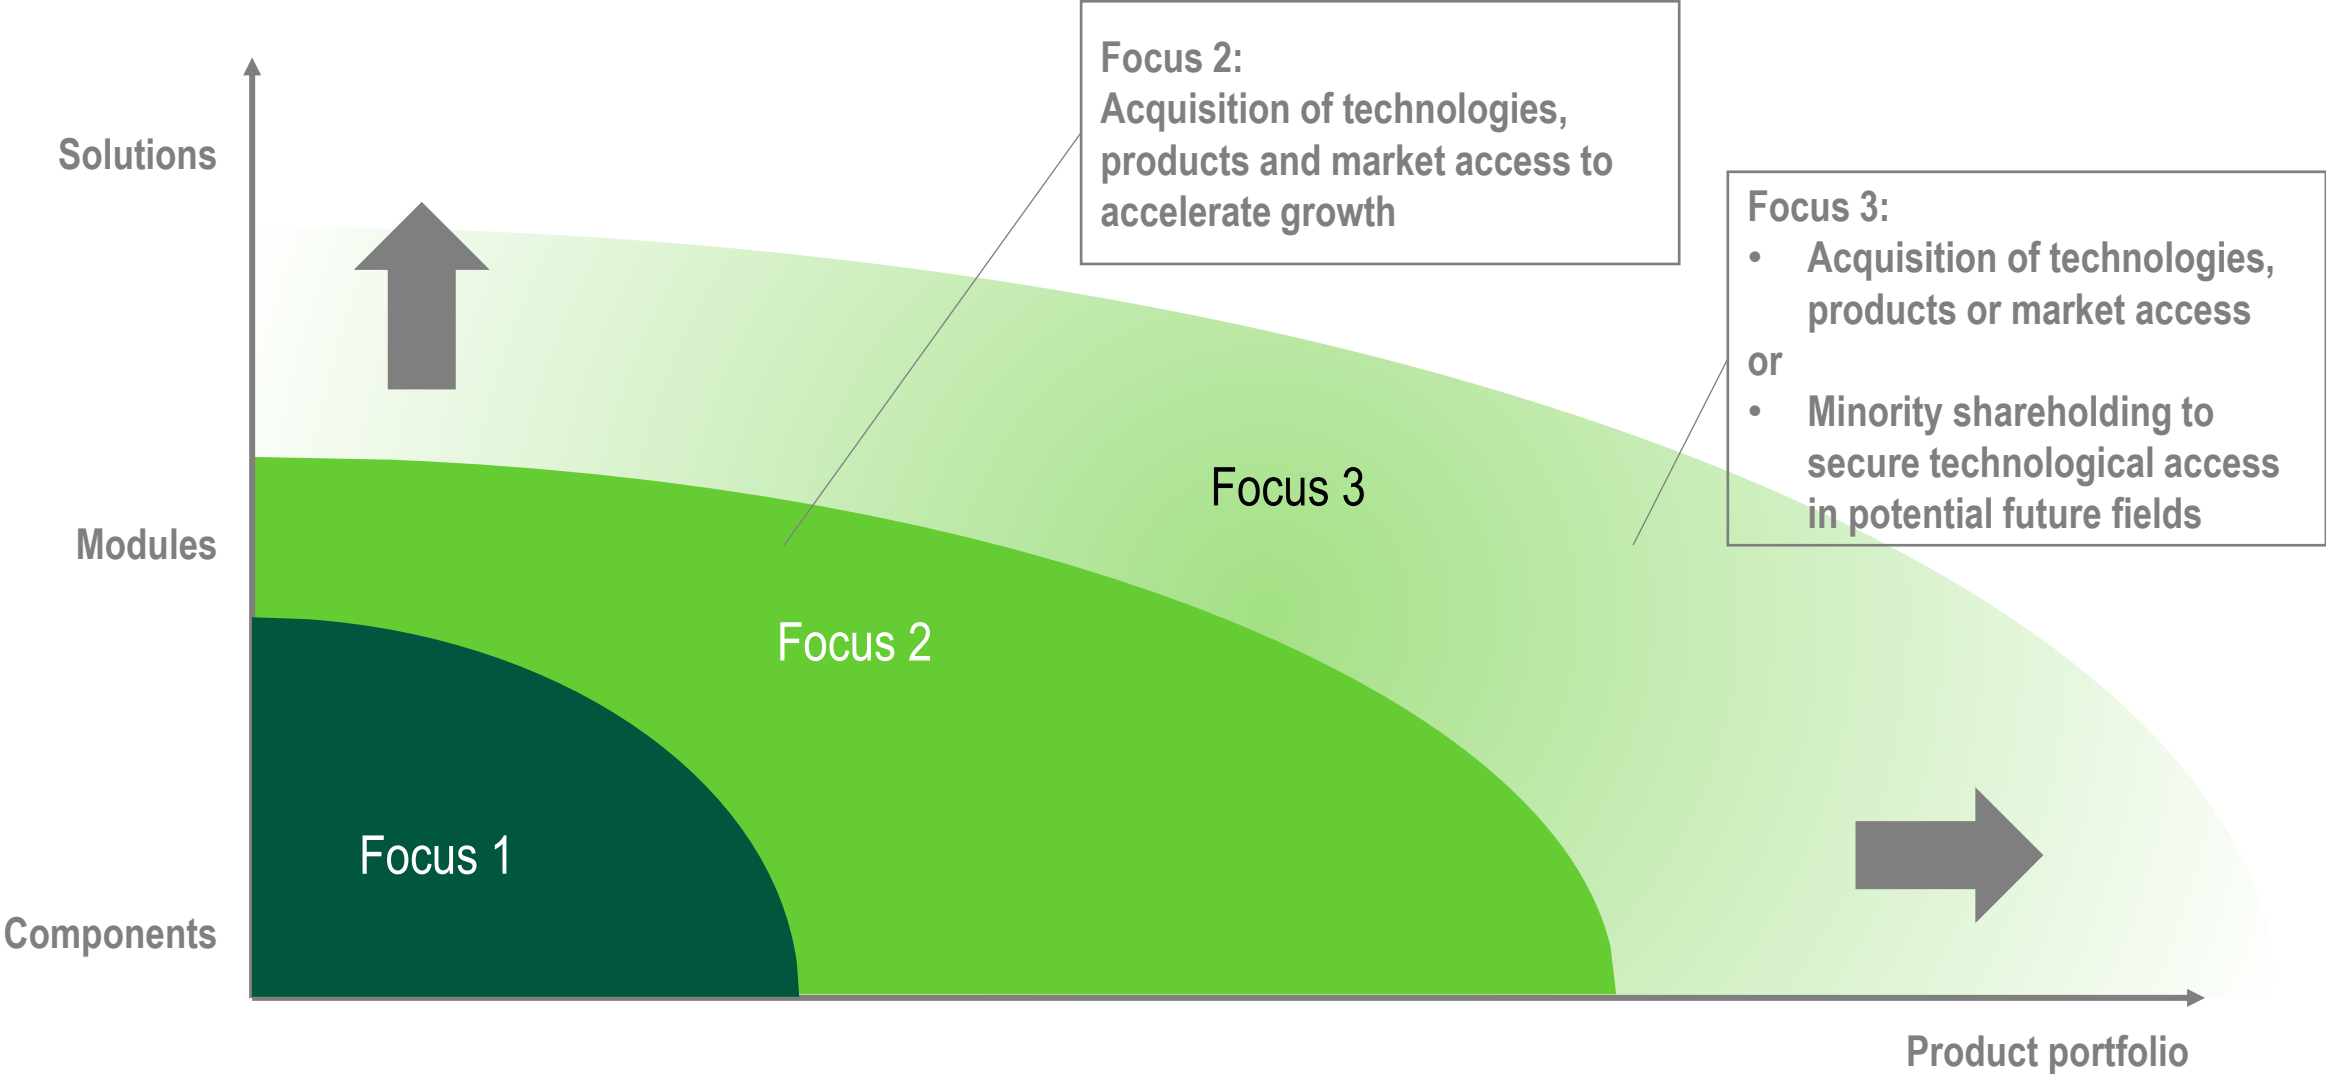 Focus 2:
Acquisition of technologies,
products and market access to
accelerate growth
Solutions
Focus 3:
• Acquisition of technologies,
products or market access
or
• Minority shareholding to
secure technological access
in potential future fields
Focus 3
Modules
Focus 2
Focus 1
Components
Product portfolio